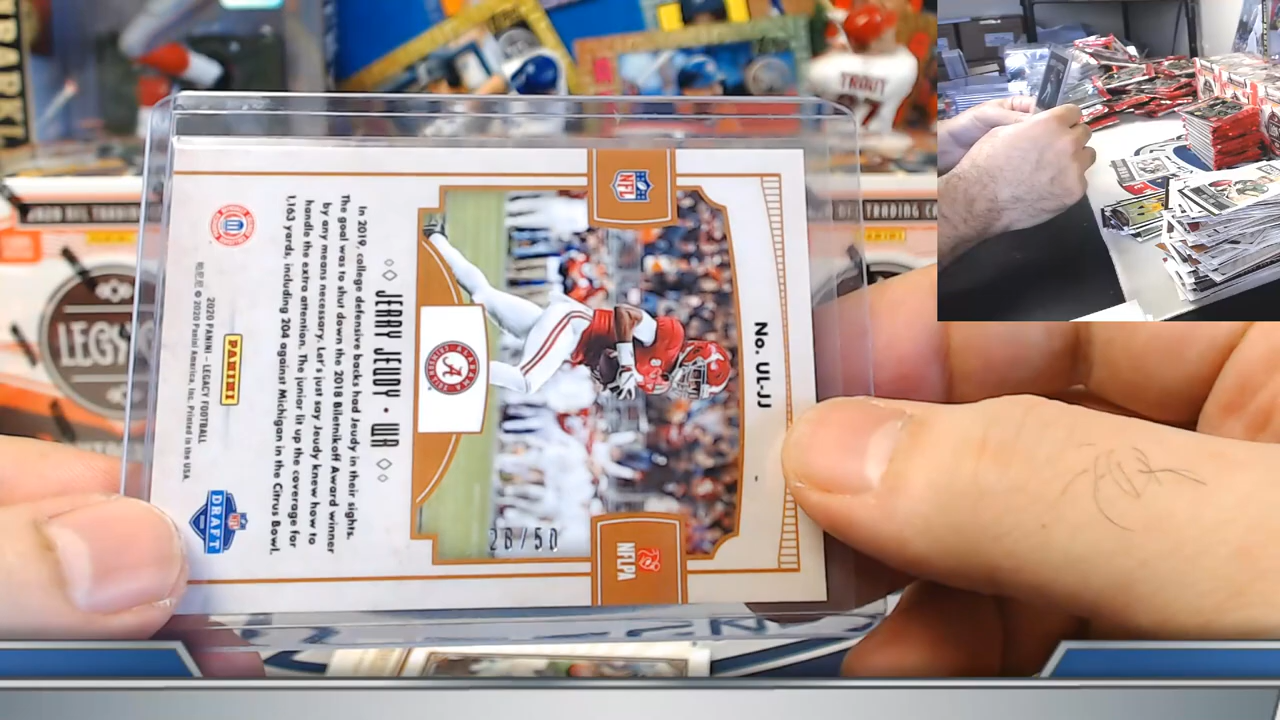 No. UL-JJ
NFL
NFLPA
26/50
JERRY JEUDY • WR
In 2019, college defensive backs had Jeudy in their sights.
The goal was to shut down the 2018 Biletnikoff Award winner
by any means necessary. Let's just say Jeudy knew how to
handle the extra attention. The junior lit up the coverage for
1,163 yards, including 204 against Michigan in the Citrus Bowl.
PANINI
2020 PANINI – LEGACY FOOTBALL
© 2020 Panini America, Inc. Printed in the USA.
NFL
DRAFT
TROUT